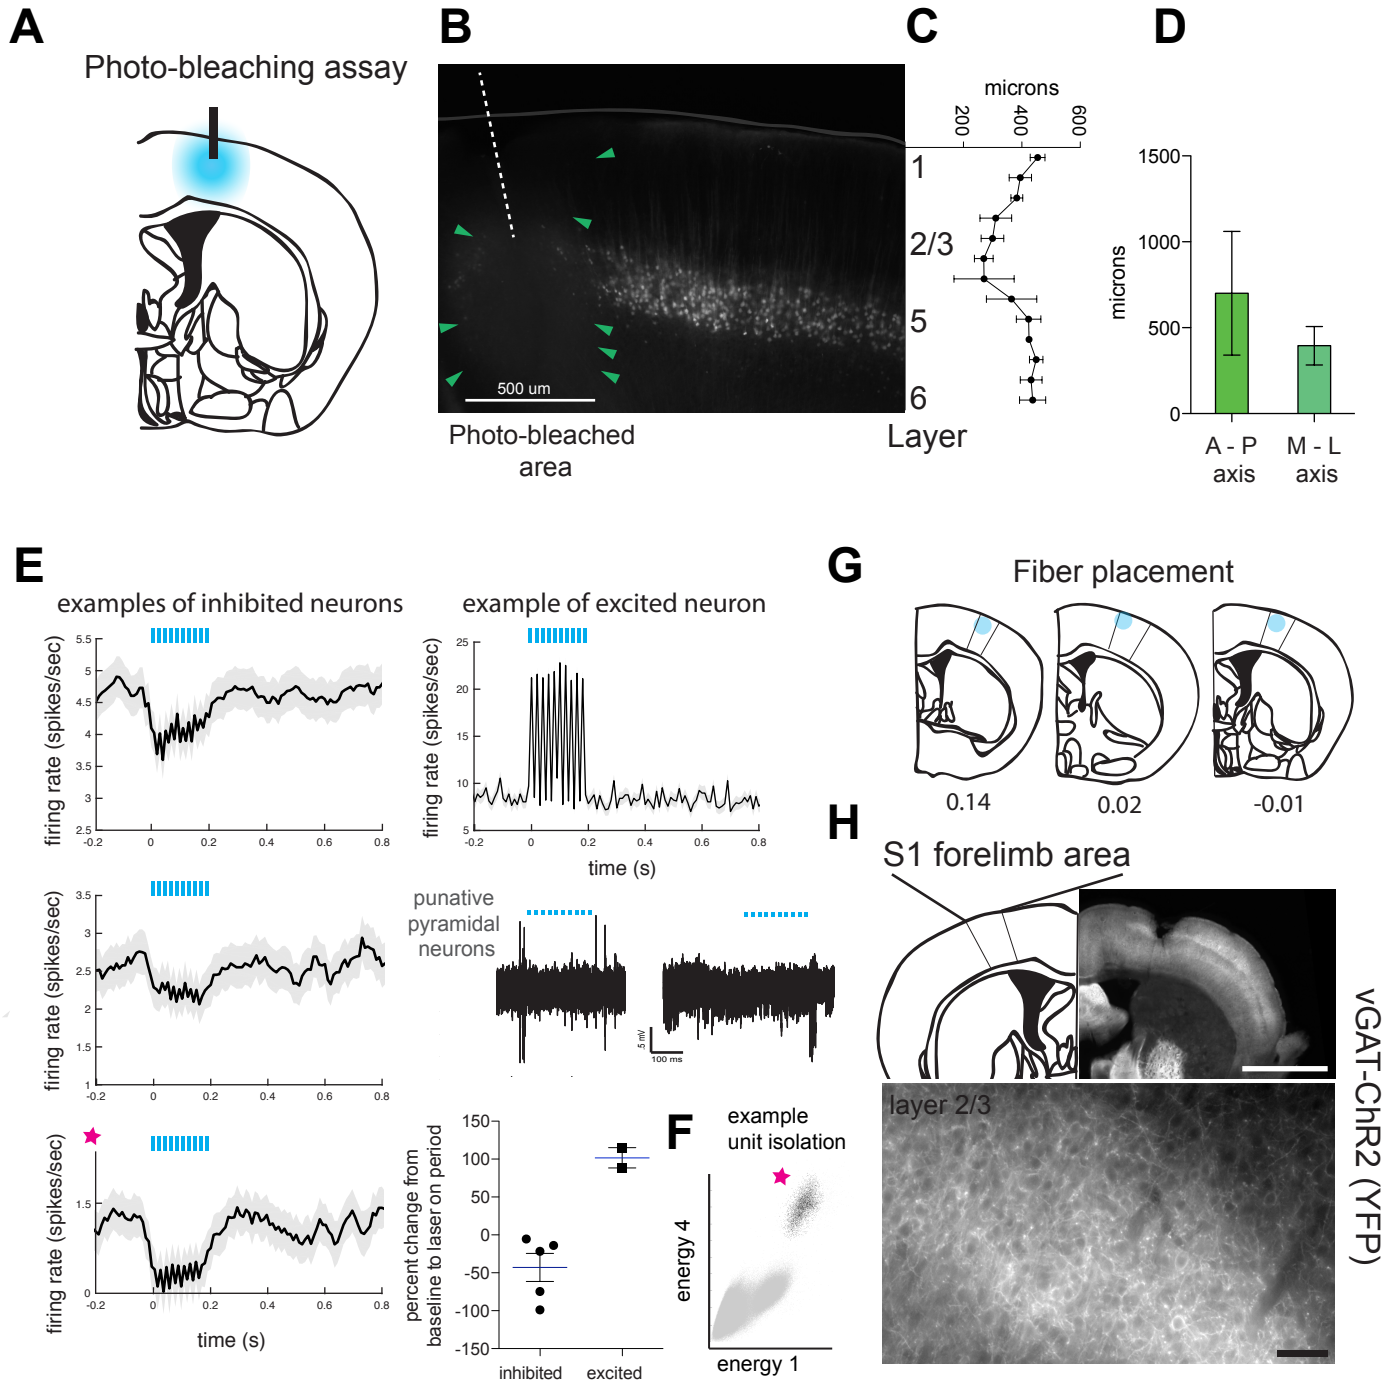 A
Photo-bleaching assay
B
500 um
Photo-bleached
area
C
microns
200
400
600
1
2/3
5
6
Layer
D
microns
1500
1000
500
0
A - P
axis
M - L
axis
E
examples of inhibited neurons
firing rate (spikes/sec)
5.5
5
4.5
4
3.5
3
2.5
-0.2
0
0.2
0.4
0.6
0.8
firing rate (spikes/sec)
3.5
3
2.5
2
1.5
1
-0.2
0
0.2
0.4
0.6
0.8
firing rate (spikes/sec)
1.5
0
-0.2
0
0.2
0.4
0.6
0.8
time (s)
example of excited neuron
firing rate (spikes/sec)
25
20
15
10
5
-0.2
0
0.2
0.4
0.6
0.8
time (s)
punative
pyramidal
neurons
.5 mV
100 ms
percent change from
baseline to laser on period
150
100
50
0
-50
-100
-150
inhibited
excited
F
example
unit isolation
energy 4
energy 1
G
Fiber placement
0.14
0.02
-0.01
H
S1 forelimb area
layer 2/3
vGAT-ChR2 (YFP)